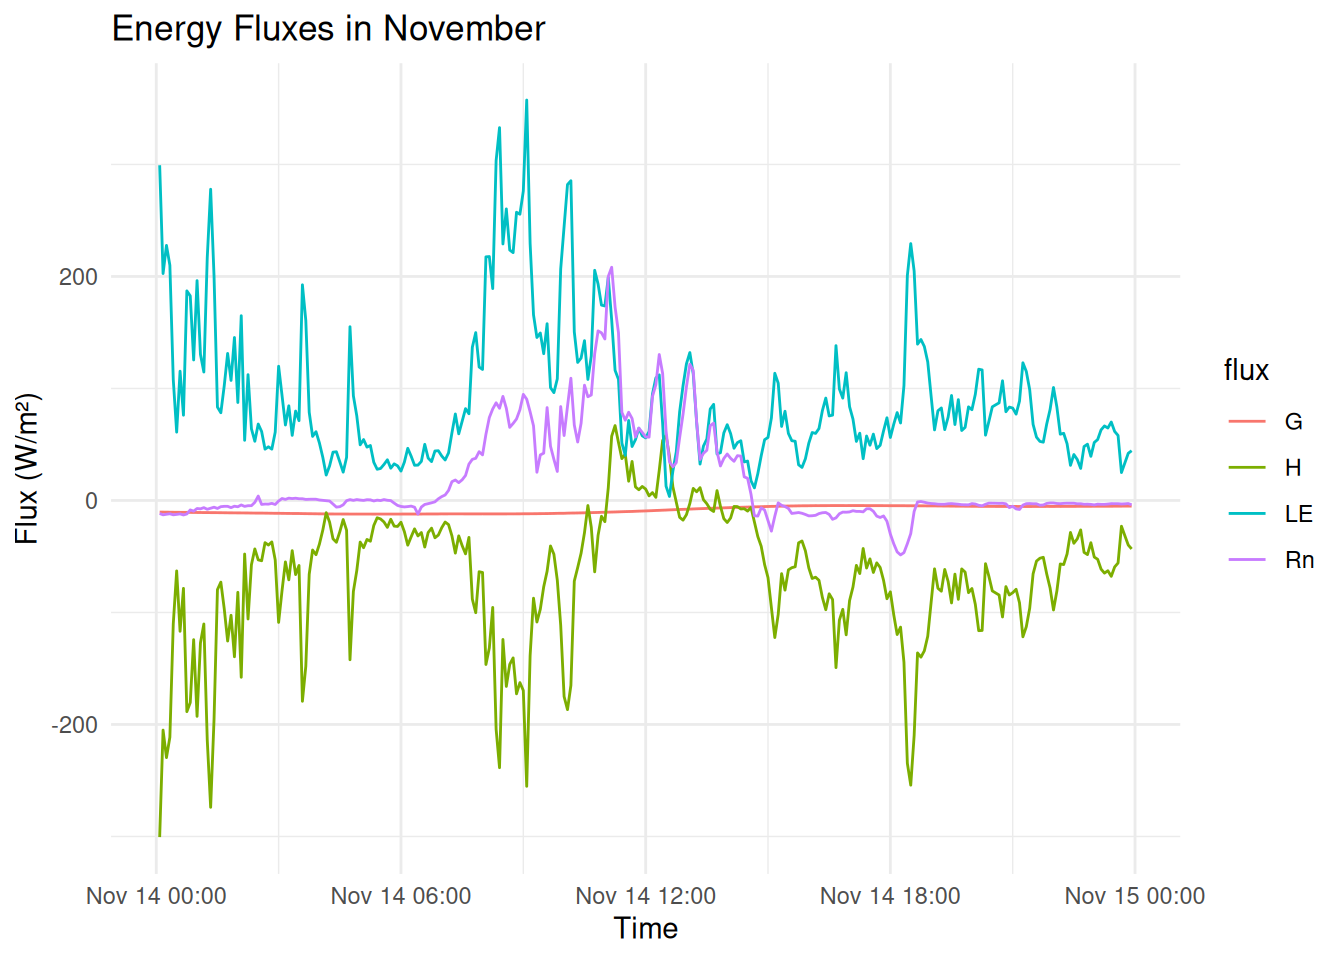 Energy Fluxes in November
Flux (W/m²)
200
0
-200
Nov 14 00:00
Nov 14 06:00
Nov 14 12:00
Nov 14 18:00
Nov 15 00:00
Time
flux
G
H
LE
Rn